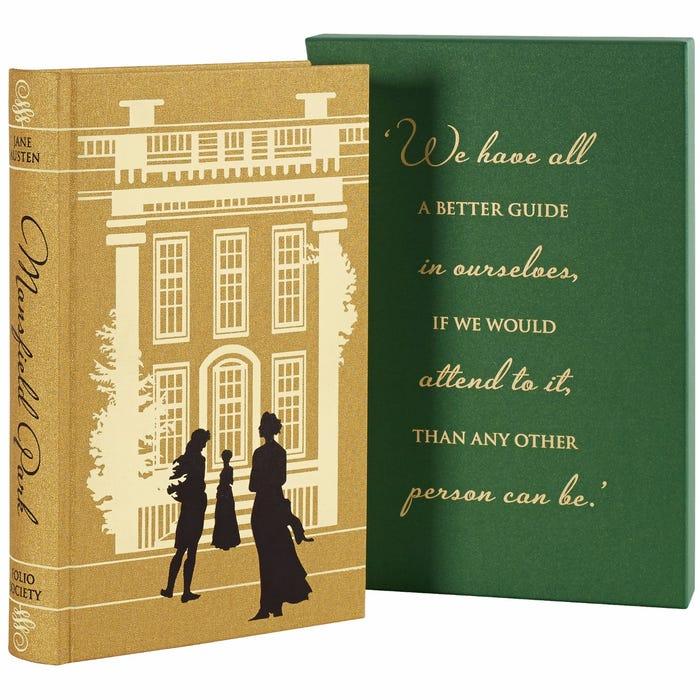 JANE
AUSTEN
Mansfield Park
FOLIO
SOCIETY
‘We have all
A BETTER GUIDE
in ourselves,
IF WE WOULD
attend to it,
THAN ANY OTHER
person can be.’